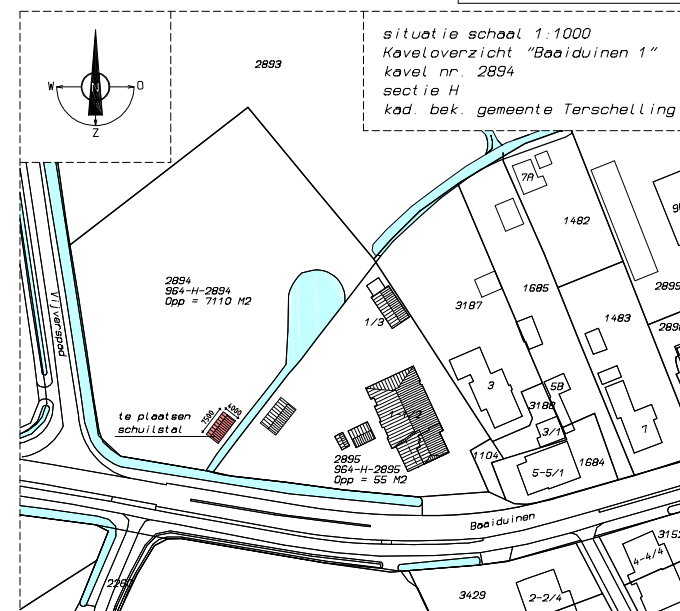 situatie schaal 1:1000
Kaveloverzicht "Baaiduinen 1"
kavel nr. 2894
sectie H
kad. bek. gemeente Terschelling
2893
W
N
O
Z
7A
1482
2894
964-H-2894
Opp = 7110 M2
Vijverspad
1/3
3187
1685
1483
3
5B
3188
3/1
7
te plaatsen
schuilstal
7500
4000
2895
964-H-2895
Opp = 55 M2
1104
5-5/1
1684
Baaiduinen
4-4/4
3429
2-2/4